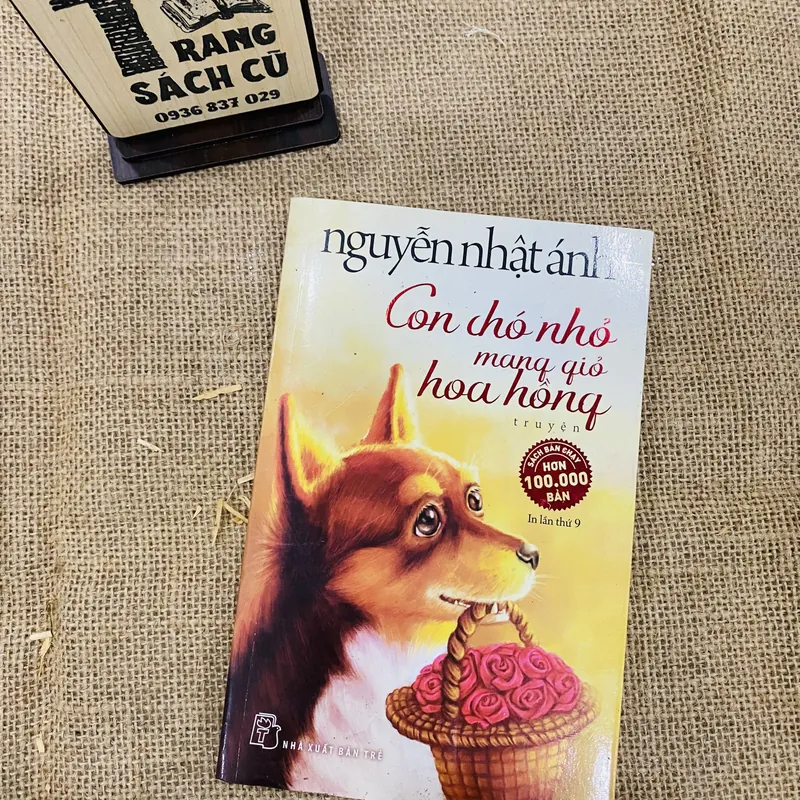 T
RANG
SÁCH CŨ
0936 837 029
nguyễn nhật ánh
Con chó nhỏ
mang giỏ
hoa hồng
truyện
SÁCH BÁN CHẠY
HƠN
100.000
BẢN
In lần thứ 9
NHÀ XUẤT BẢN TRẺ